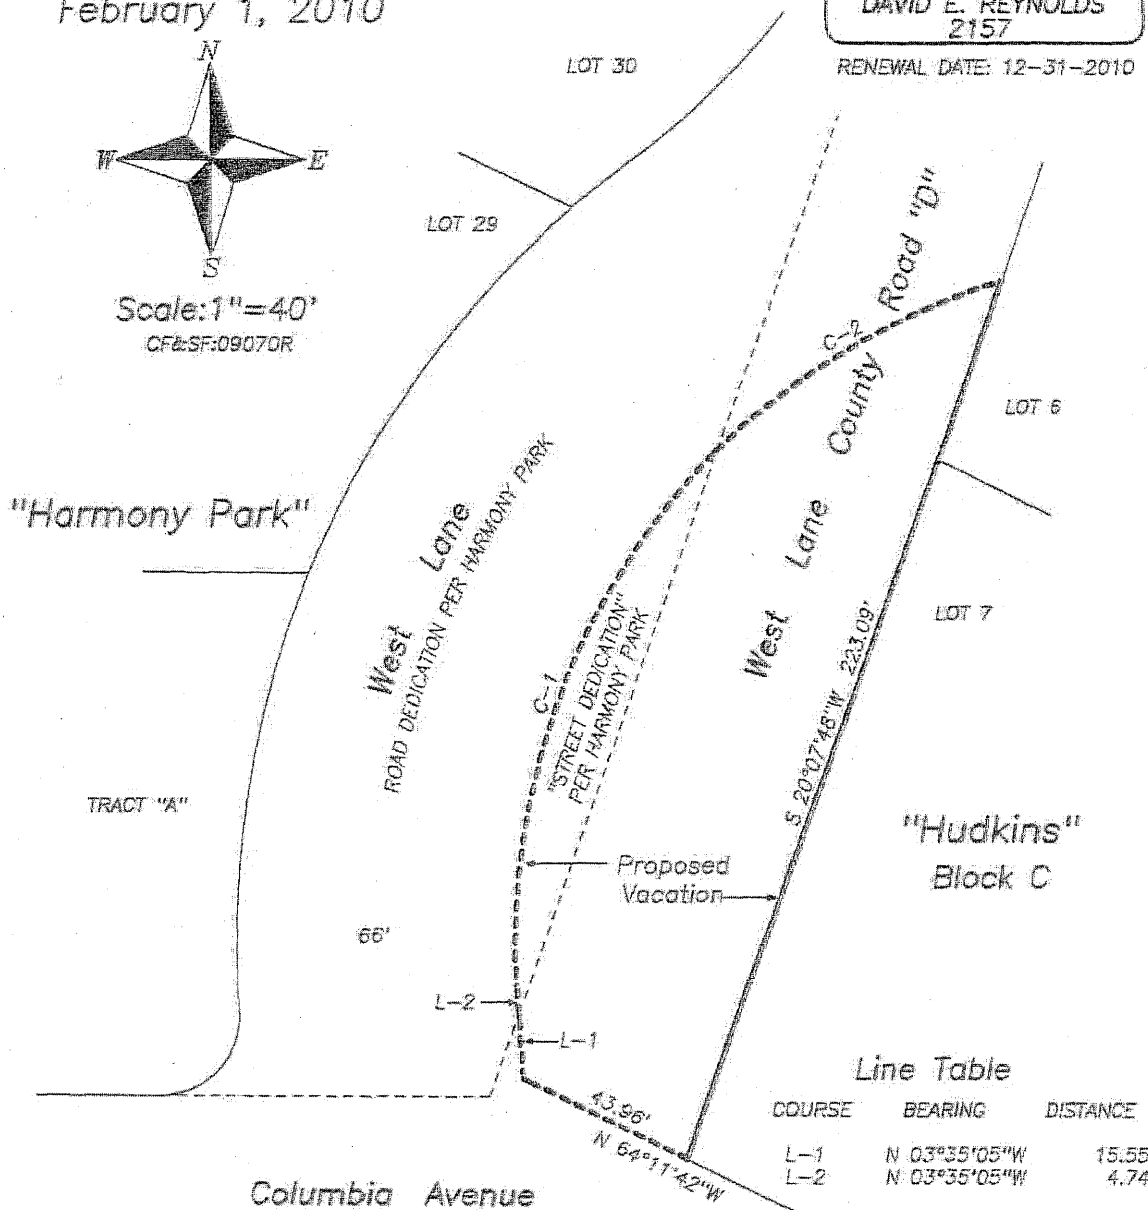 February 1, 2010
DAVID E. REYNOLDS
2157
RENEWAL DATE: 12-31-2010
N
W
E
S
Scale:1"=40'
CF&SF:09070R
LOT 30
LOT 29
Road "D"
C-2
County
LOT 6
"Harmony Park"
West Lane
ROAD DEDICATION PER HARMONY PARK
West Lane
LOT 7
C-1
"STREET DEDICATION"
PER HARMONY PARK
S 20°07'48"W 223.09'
TRACT "A"
"Hudkins"
Block C
Proposed
Vacation
66'
L-2
L-1
43.96'
N 64°11'42"W
Line Table
COURSE BEARING DISTANCE
L-1 N 03°35'05"W 15.55
L-2 N 03°35'05"W 4.74
Columbia Avenue